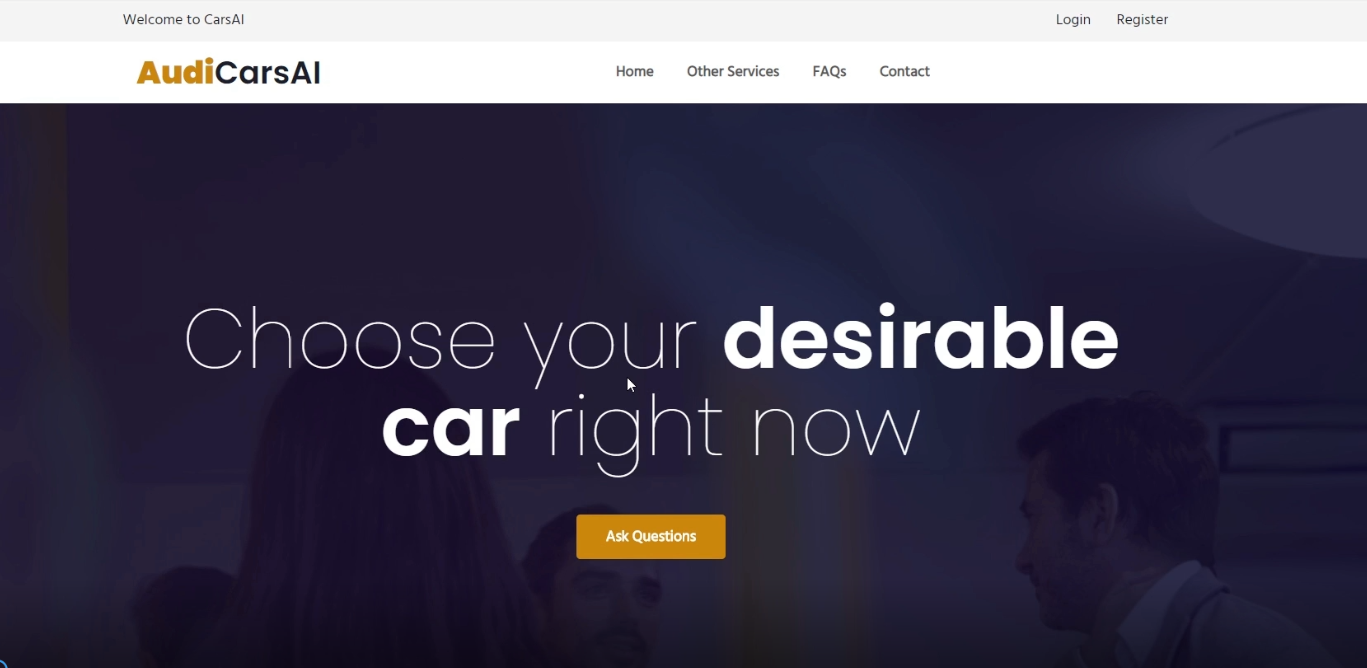 Welcome to CarsAI
Login
Register
AudiCarsAI
Home
Other Services
FAQs
Contact
Choose your desirable
car right now
Ask Questions